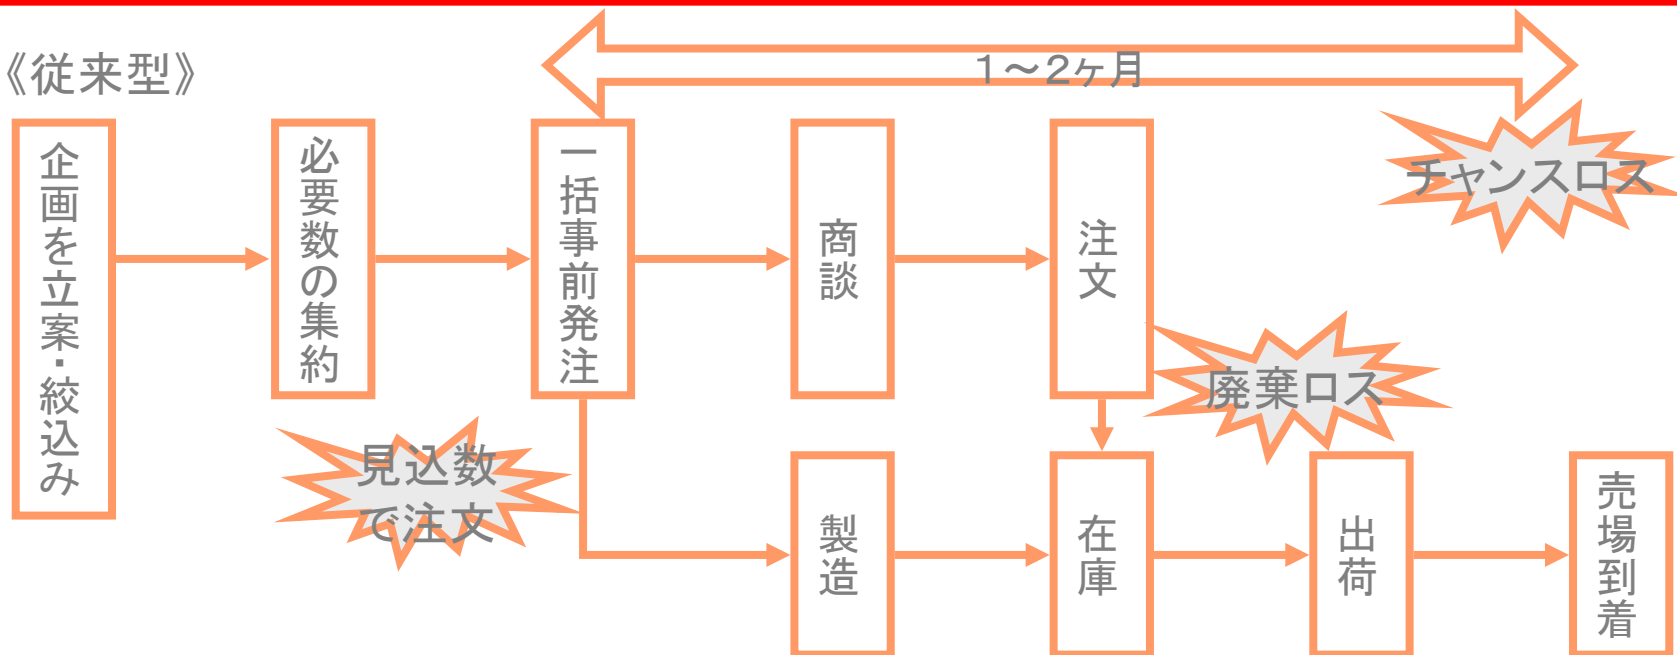 《従来型》
１～２ヶ月
チャンスロス
企画を立案・絞込み
必要数の集約
一括事前発注
商談
注文
廃棄ロス
見込数
で注文
製造
在庫
出荷
売場到着